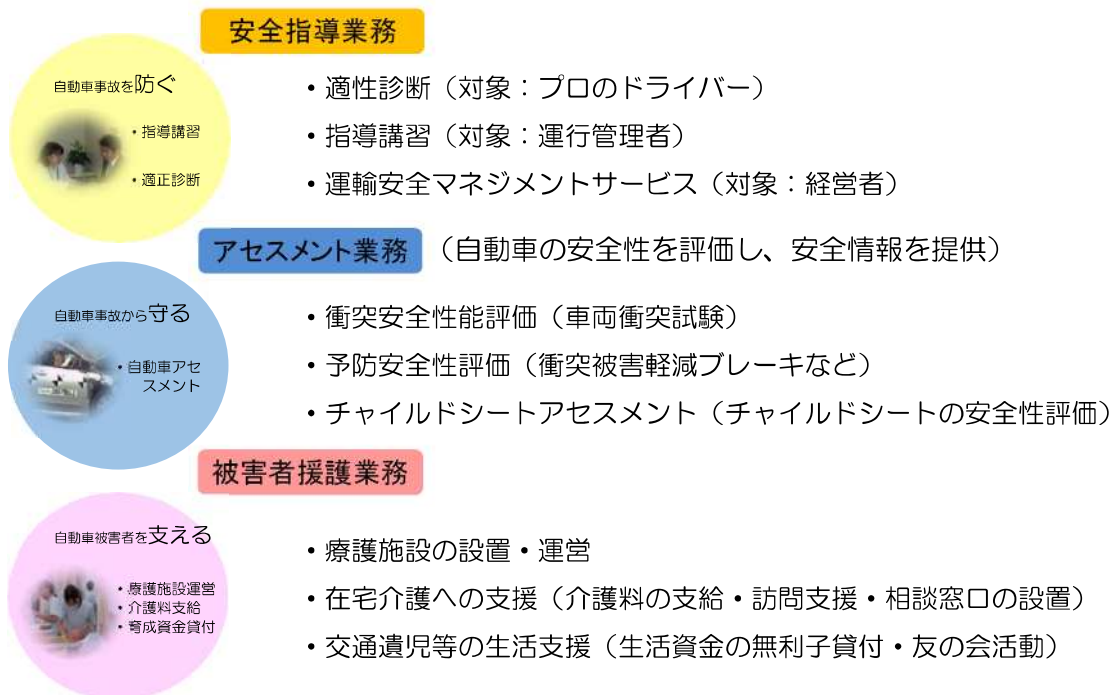 安全指導業務
自動車事故を防ぐ
・指導講習
・適正診断
・適性診断（対象：プロのドライバー）
・指導講習（対象：運行管理者）
・運輸安全マネジメントサービス（対象：経営者）
アセスメント業務（自動車の安全性を評価し、安全情報を提供）
自動車事故から守る
・自動車アセ
スメント
・衝突安全性能評価（車両衝突試験）
・予防安全性評価（衝突被害軽減ブレーキなど）
・チャイルドシートアセスメント（チャイルドシートの安全性評価）
被害者援護業務
自動車被害者を支える
・療護施設運営
・介護料支給
・育成資金貸付
・療護施設の設置・運営
・在宅介護への支援（介護料の支給・訪問支援・相談窓口の設置）
・交通遺児等の生活支援（生活資金の無利子貸付・友の会活動）